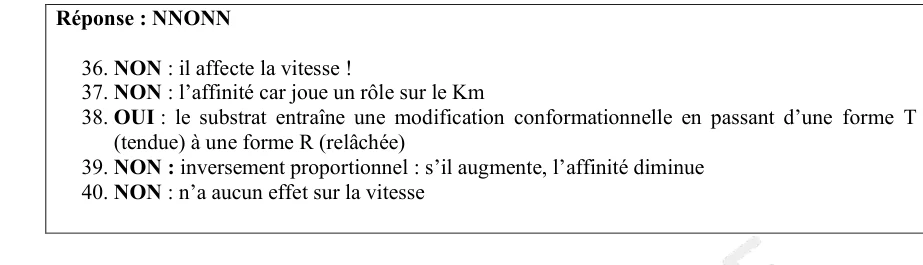 Réponse : NNONN
36. NON : il affecte la vitesse !
37. NON : l’affinité car joue un rôle sur le Km
38. OUI : le substrat entraîne une modification conformationnelle en passant d’une forme T
(tendue) à une forme R (relâchée)
39. NON : inversement proportionnel : s’il augmente, l’affinité diminue
40. NON : n’a aucun effet sur la vitesse